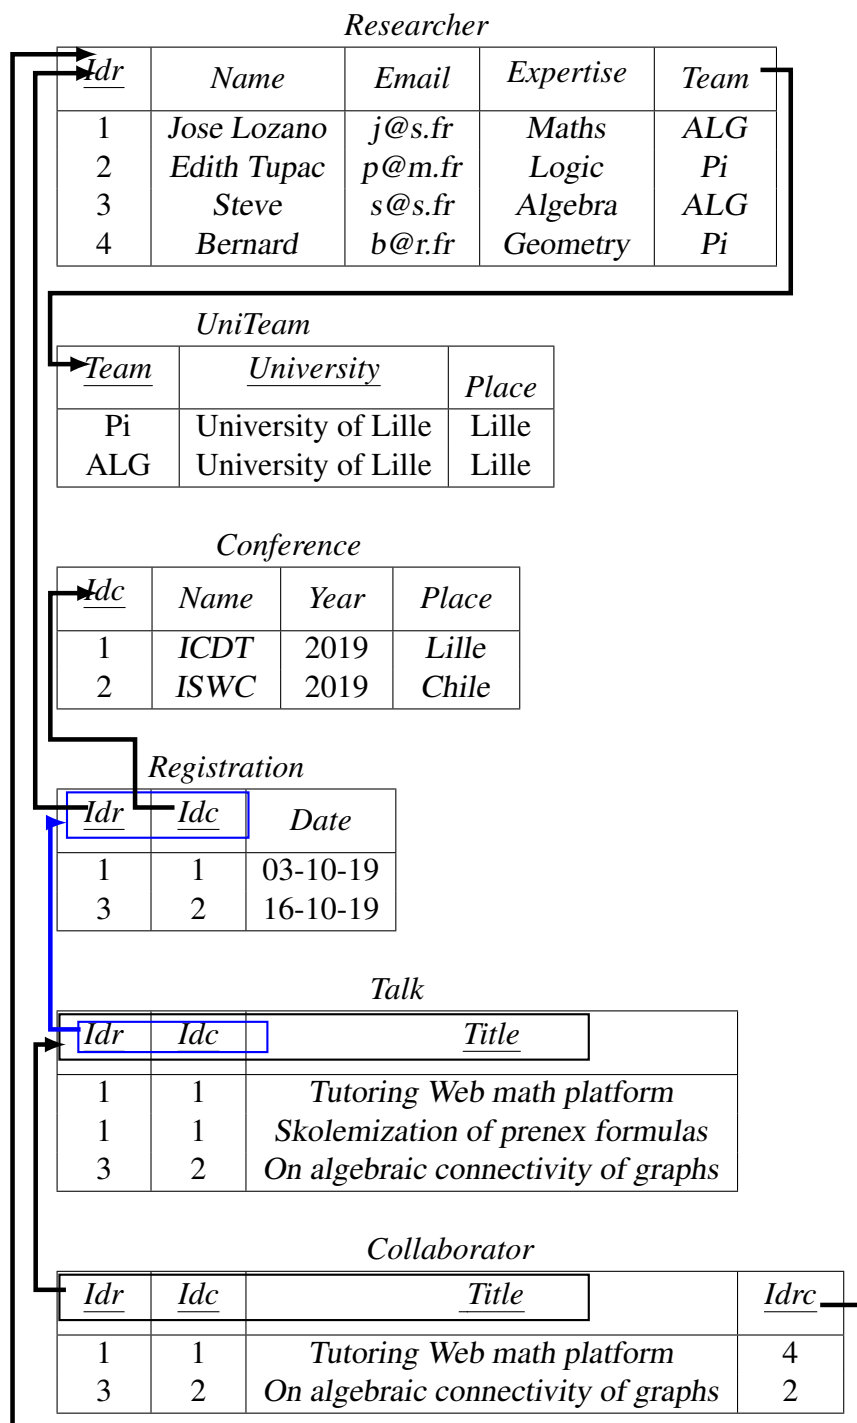 Researcher
Idr Name Email Expertise Team
1 Jose Lozano j@s.fr Maths ALG
2 Edith Tupac p@m.fr Logic Pi
3 Steve s@s.fr Algebra ALG
4 Bernard b@r.fr Geometry Pi
UniTeam
Team University Place
Pi University of Lille Lille
ALG University of Lille Lille
Conference
Idc Name Year Place
1 ICDT 2019 Lille
2 ISWC 2019 Chile
Registration
Idr Idc Date
1 1 03-10-19
3 2 16-10-19
Talk
Idr Idc Title
1 1 Tutoring Web math platform
1 1 Skolemization of prenex formulas
3 2 On algebraic connectivity of graphs
Collaborator
Idr Idc Title Idrc
1 1 Tutoring Web math platform 4
3 2 On algebraic connectivity of graphs 2